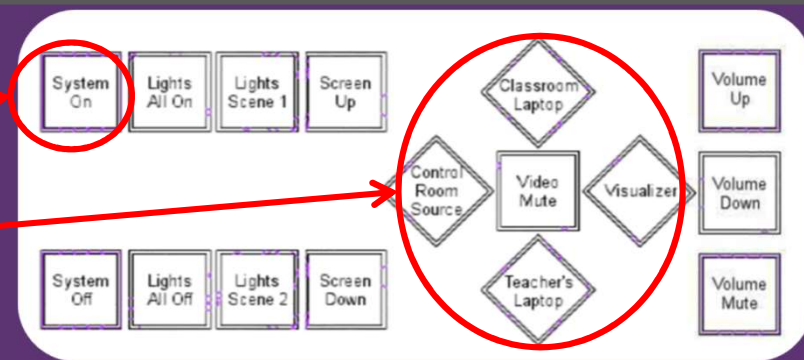 System
On
Lights
All On
Lights
Scene 1
Screen
Up
Classroom
Laptop
Volume
Up
Control
Room
Source
Video
Mute
Visualizer
Volume
Down
System
Off
Lights
All Off
Lights
Scene 2
Screen
Down
Teacher's
Laptop
Volume
Mute